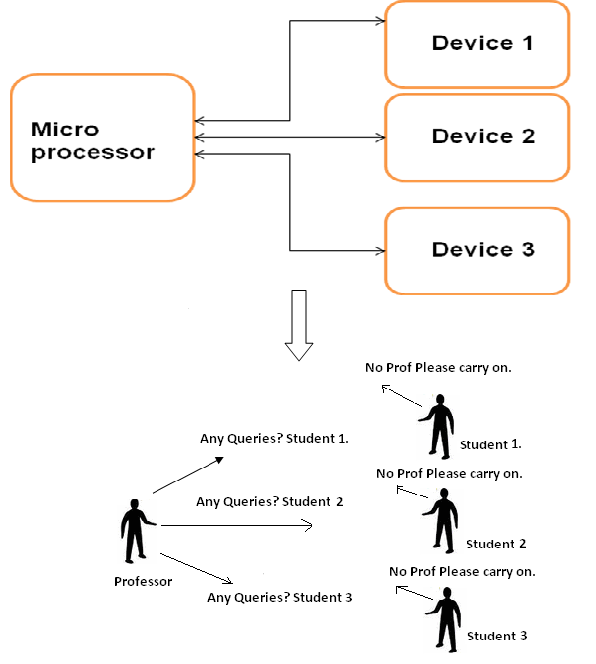 Device 1
Micro
processor
Device 2
Device 3
No Prof Please carry on.
Any Queries? Student 1.
Student 1.
No Prof Please carry on.
Any Queries? Student 2
Student 2
Professor
No Prof Please carry on.
Any Queries? Student 3
Student 3